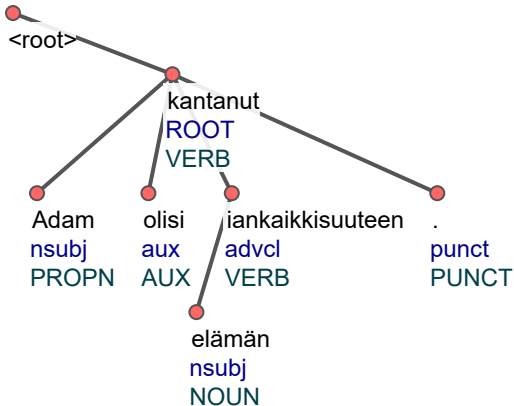 <root>
kantanut
ROOT
VERB
Adam olisi iankaikkisuuteen .
nsubj aux advcl punct
PROPN AUX VERB PUNCT
elämän
nsubj
NOUN